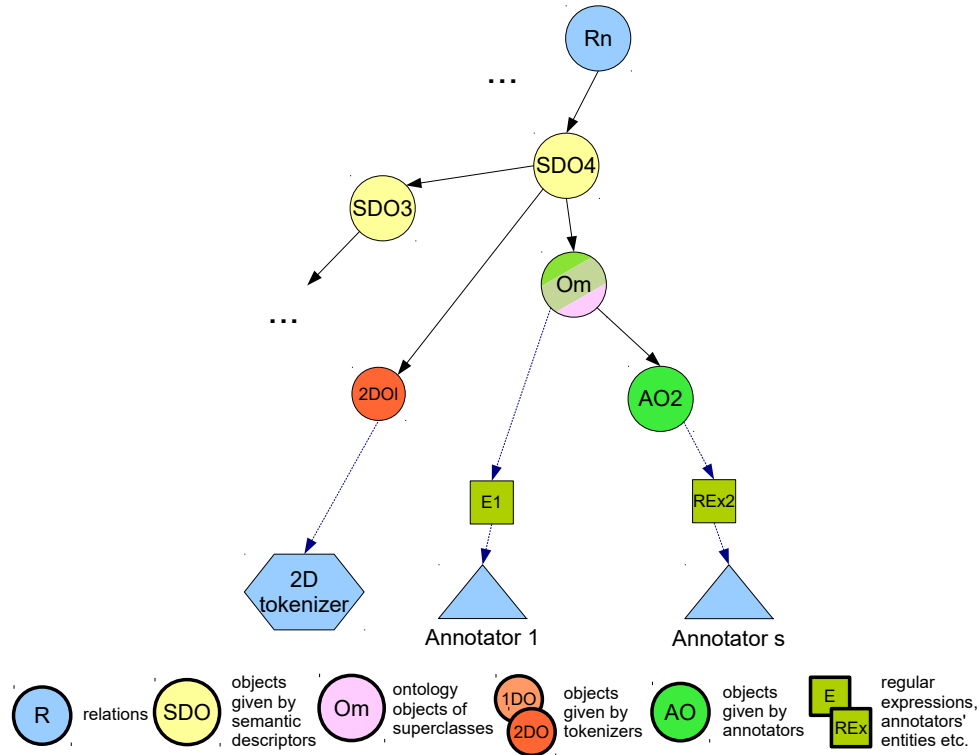 Rn
...
SDO4
SDO3
Om
...
2DOl
AO2
E1
REx2
2D
tokenizer
Annotator 1
Annotator s
R
relations
SDO
objects
given by
semantic
descriptors
Om
ontology
objects of
superclasses
1DO
2DO
objects
given by
tokenizers
AO
objects
given by
annotators
E
REx
regular
expressions,
annotators'
entities etc.